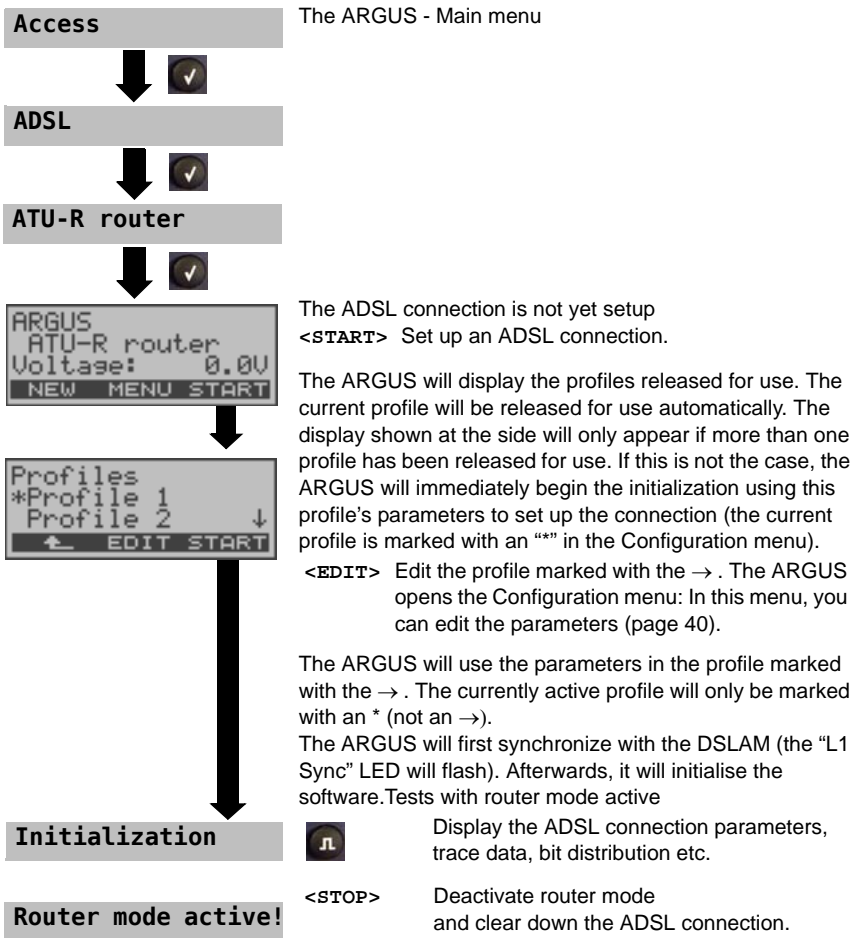 Access
The ARGUS - Main menu
ADSL
ATU-R router
ARGUS
ATU-R router
Voltage: 0.0V
NEW MENU START
The ADSL connection is not yet setup
<START> Set up an ADSL connection.
The ARGUS will display the profiles released for use. The
current profile will be released for use automatically. The
display shown at the side will only appear if more than one
profile has been released for use. If this is not the case, the
ARGUS will immediately begin the initialization using this
profile's parameters to set up the connection (the current
profile is marked with an “*” in the Configuration menu).
Profiles
*Profile 1
Profile 2 ↓
EDIT START
<EDIT> Edit the profile marked with the → . The ARGUS
opens the Configuration menu: In this menu, you
can edit the parameters (page 40).
The ARGUS will use the parameters in the profile marked
with the → . The currently active profile will only be marked
with an * (not an →).
The ARGUS will first synchronize with the DSLAM (the “L1
Sync” LED will flash). Afterwards, it will initialise the
software.Tests with router mode active
Initialization
Display the ADSL connection parameters,
trace data, bit distribution etc.
<STOP> Deactivate router mode
and clear down the ADSL connection.
Router mode active!